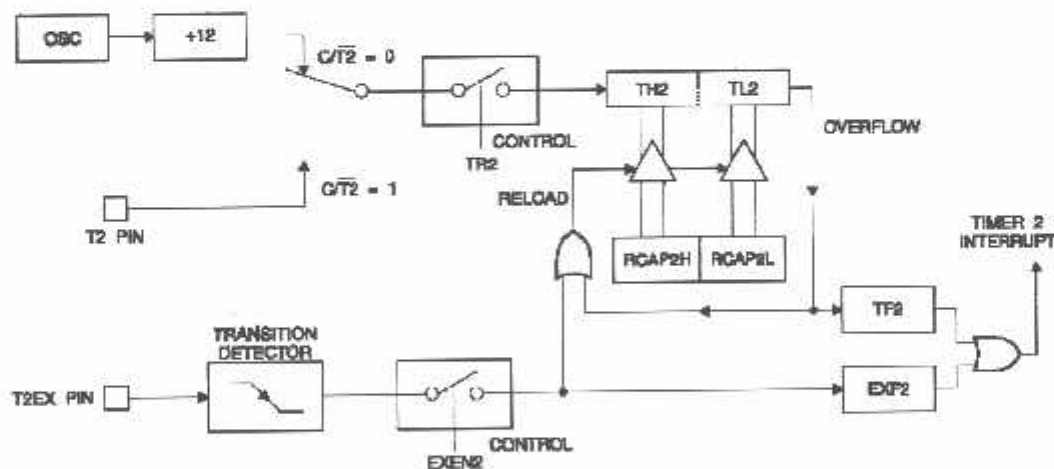 OSC
+12
C/T2 = 0
TH2
TL2
OVERFLOW
CONTROL
TR2
C/T2 = 1
RELOAD
T2 PIN
TIMER 2
INTERRUPT
RCAP2H
RCAP2L
TF2
TRANSITION
DETECTOR
T2EX PIN
EXF2
CONTROL
EXEN2